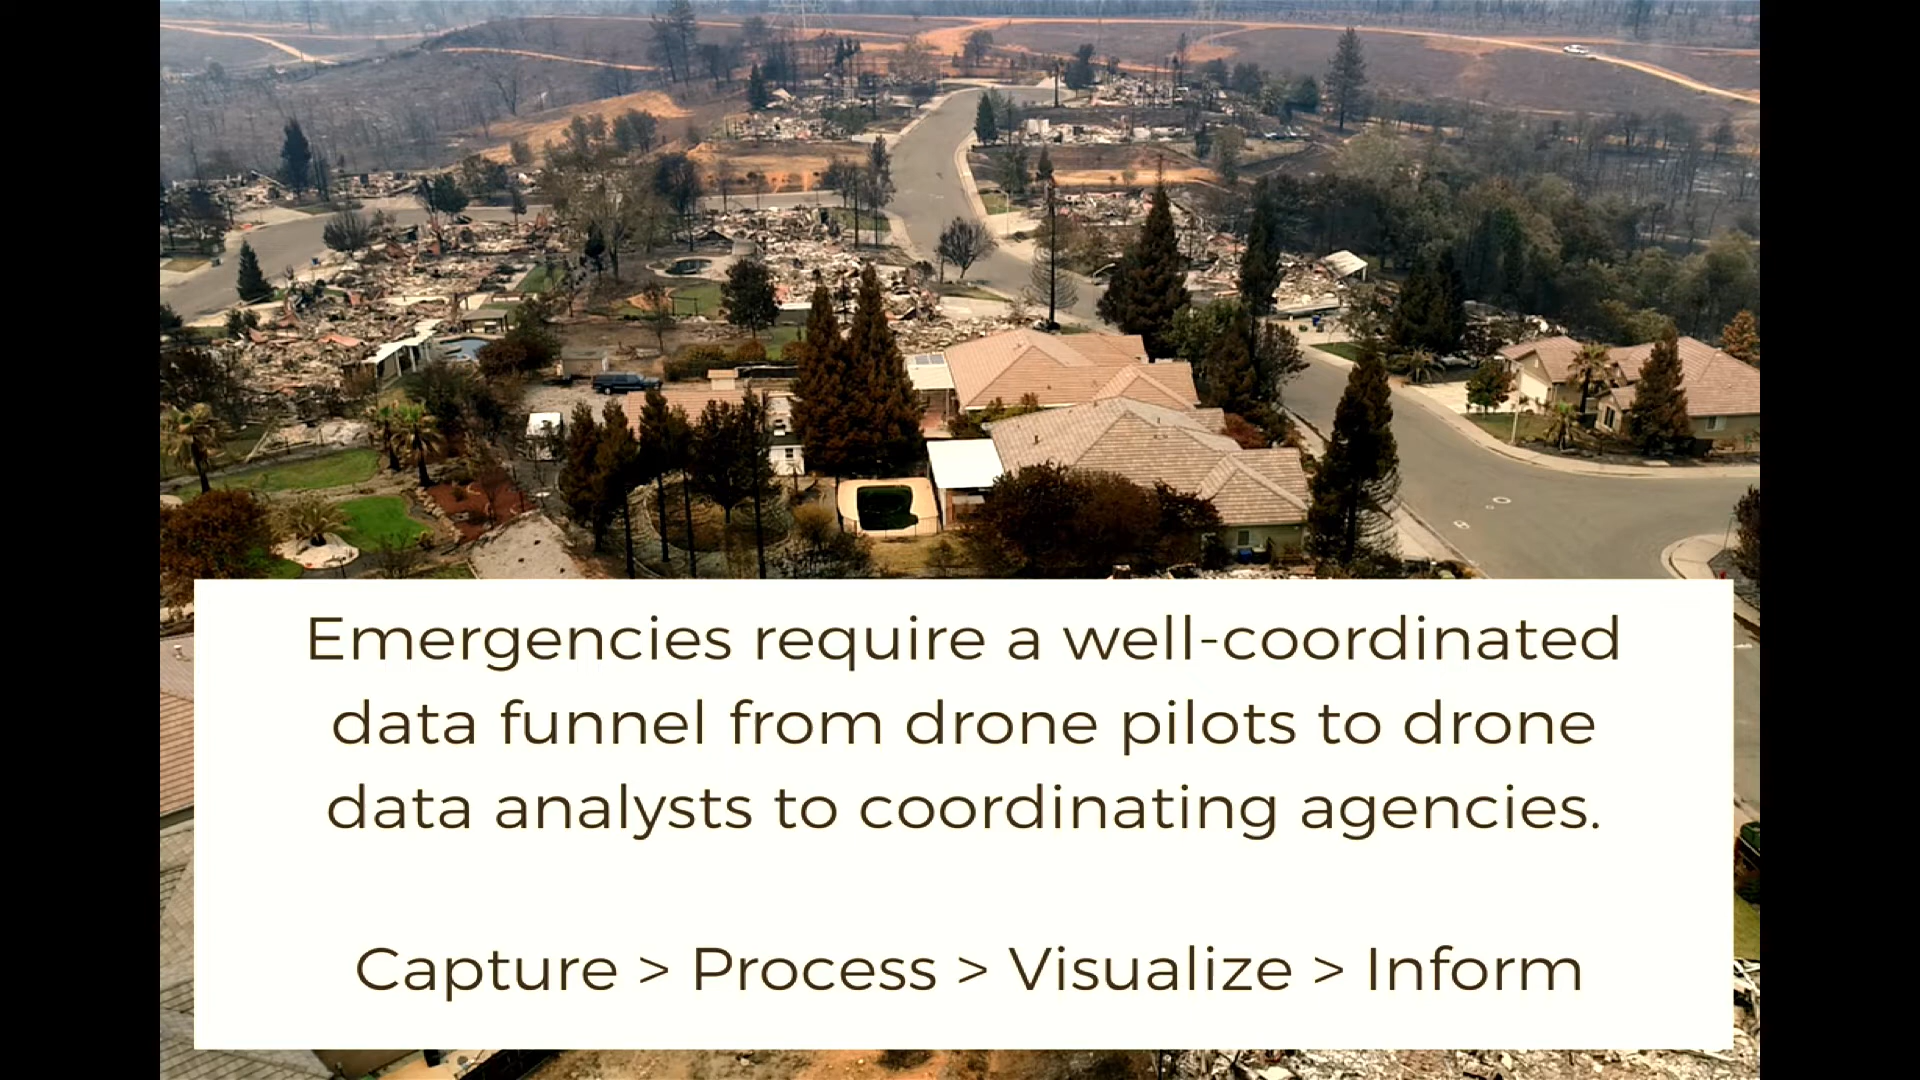 Emergencies require a well-coordinated
data funnel from drone pilots to drone
data analysts to coordinating agencies.
Capture > Process > Visualize > Inform